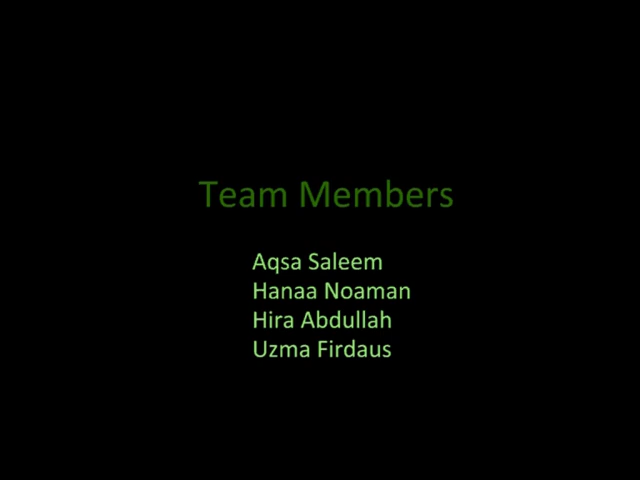 Team Members
Aqsa Saleem
Hanaa Noaman
Hira Abdullah
Uzma Firdaus